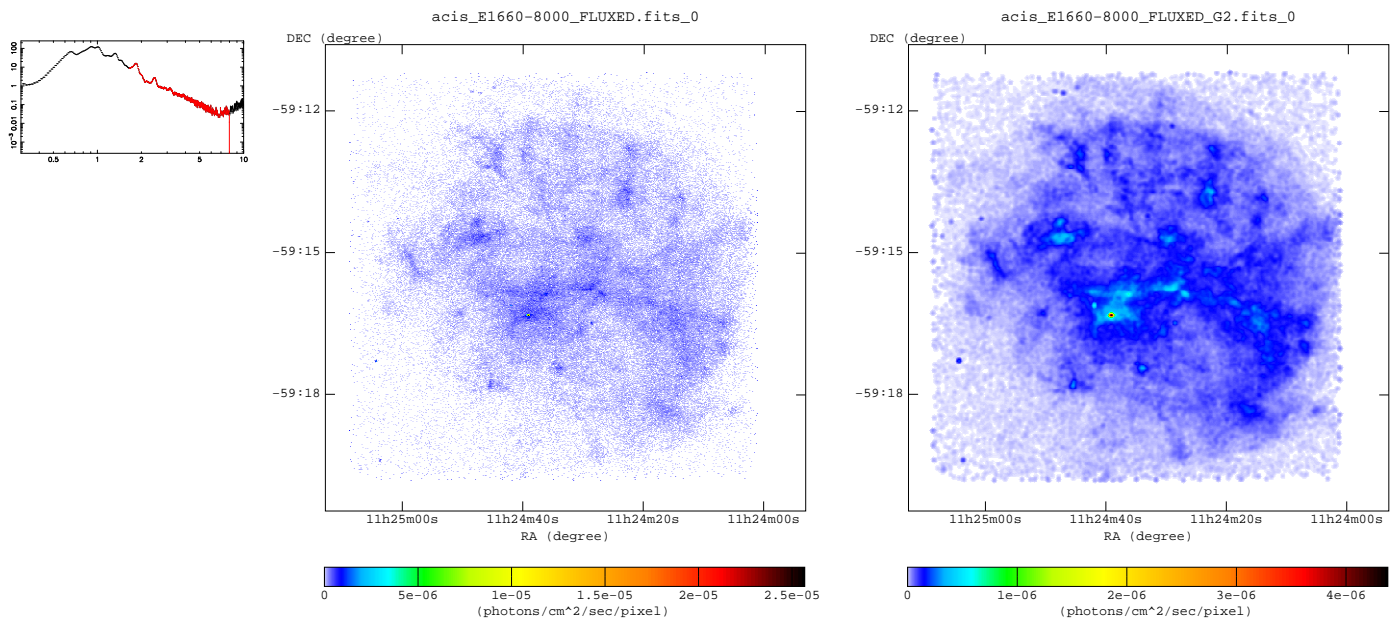 acis_E1660-8000_FLUXED.fits_0
acis_E1660-8000_FLUXED_G2.fits_0
100
10
1
0.1
0.01
10⁻³
0.5
1
2
5
10
DEC (degree)
-59:12
-59:15
-59:18
11h25m00s
11h24m40s
11h24m20s
11h24m00s
RA (degree)
0
5e-06
1e-05
1.5e-05
2e-05
2.5e-05
(photons/cm^2/sec/pixel)
DEC (degree)
-59:12
-59:15
-59:18
11h25m00s
11h24m40s
11h24m20s
11h24m00s
RA (degree)
0
1e-06
2e-06
3e-06
4e-06
(photons/cm^2/sec/pixel)